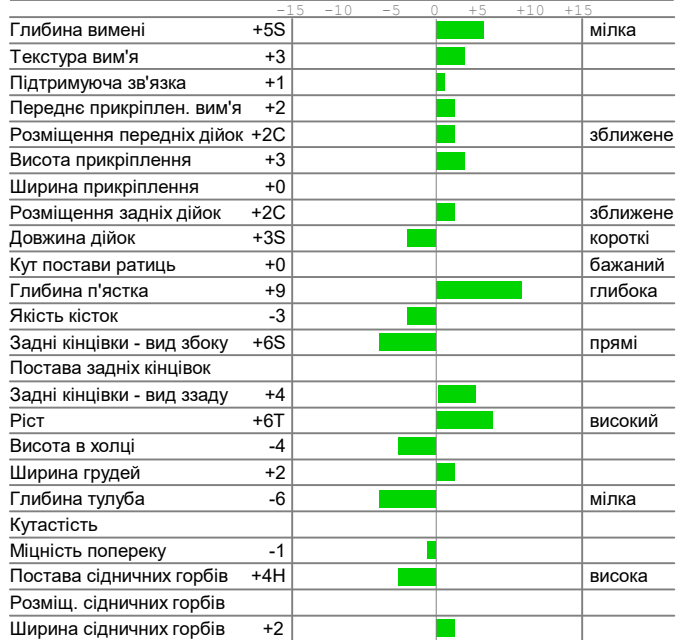 -15 -10 -5 0 +5 +10 +15
Глибина вимені +5S мілка
Текстура вим'я +3
Підтримуюча зв'язка +1
Переднє прикріплен. вим'я +2
Розміщення передніх дійок +2C зближене
Висота прикріплення +3
Ширина прикріплення +0
Розміщення задніх дійок +2C зближене
Довжина дійок +3S короткі
Кут постави ратиць +0 бажаний
Глибина п'ястка +9 глибока
Якість кісток -3
Задні кінцівки - вид збоку +6S прямі
Постава задніх кінцівок
Задні кінцівки - вид ззаду +4
Ріст +6T високий
Висота в холці -4
Ширина грудей +2
Глибина тулуба -6 мілка
Кутастість
Міцність попереку -1
Постава сідничних горбів +4H висока
Розміщ. сідничних горбів
Ширина сідничних горбів +2